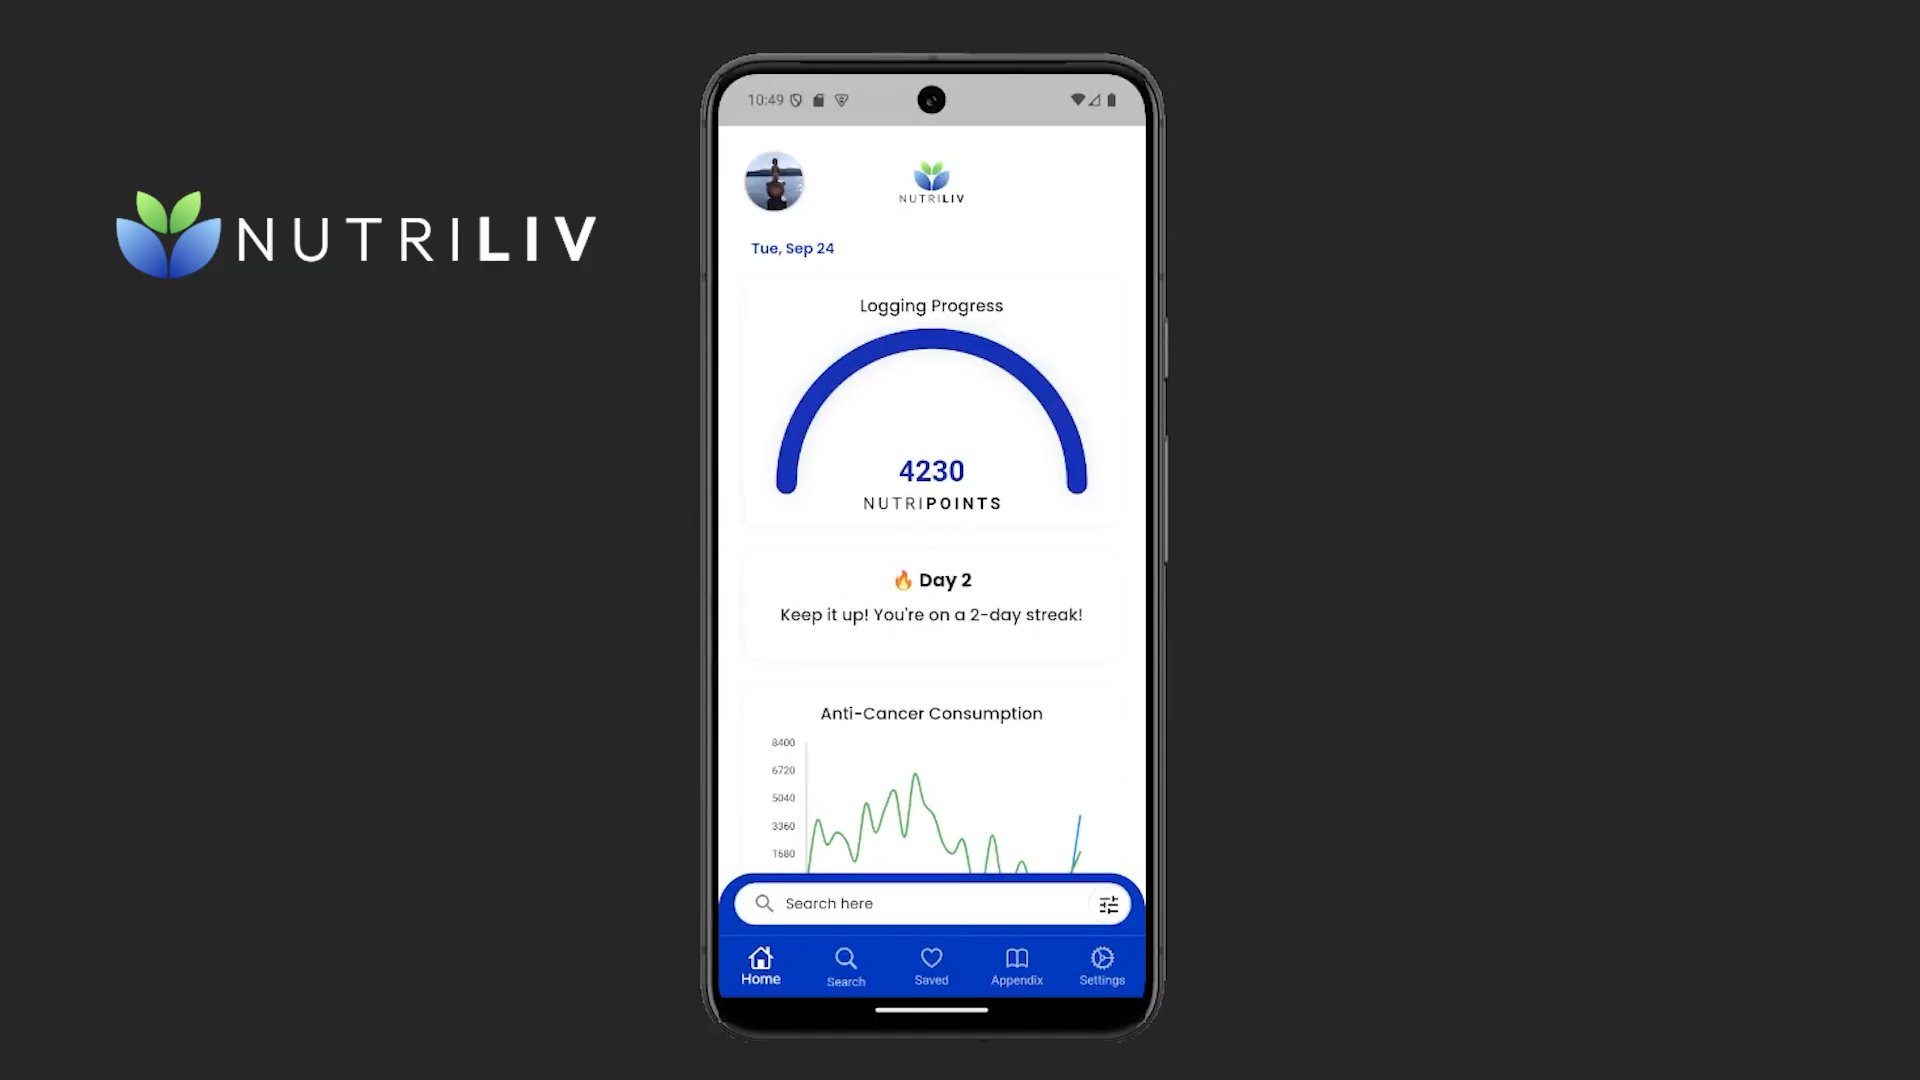 NUTRILIV
10:49
NUTRILIV
Tue, Sep 24
Logging Progress
4230
NUTRIPOINTS
🔥 Day 2
Keep it up! You're on a 2-day streak!
Anti-Cancer Consumption
8400
6720
5040
3360
1680
Search here
Home
Search
Saved
Appendix
Settings